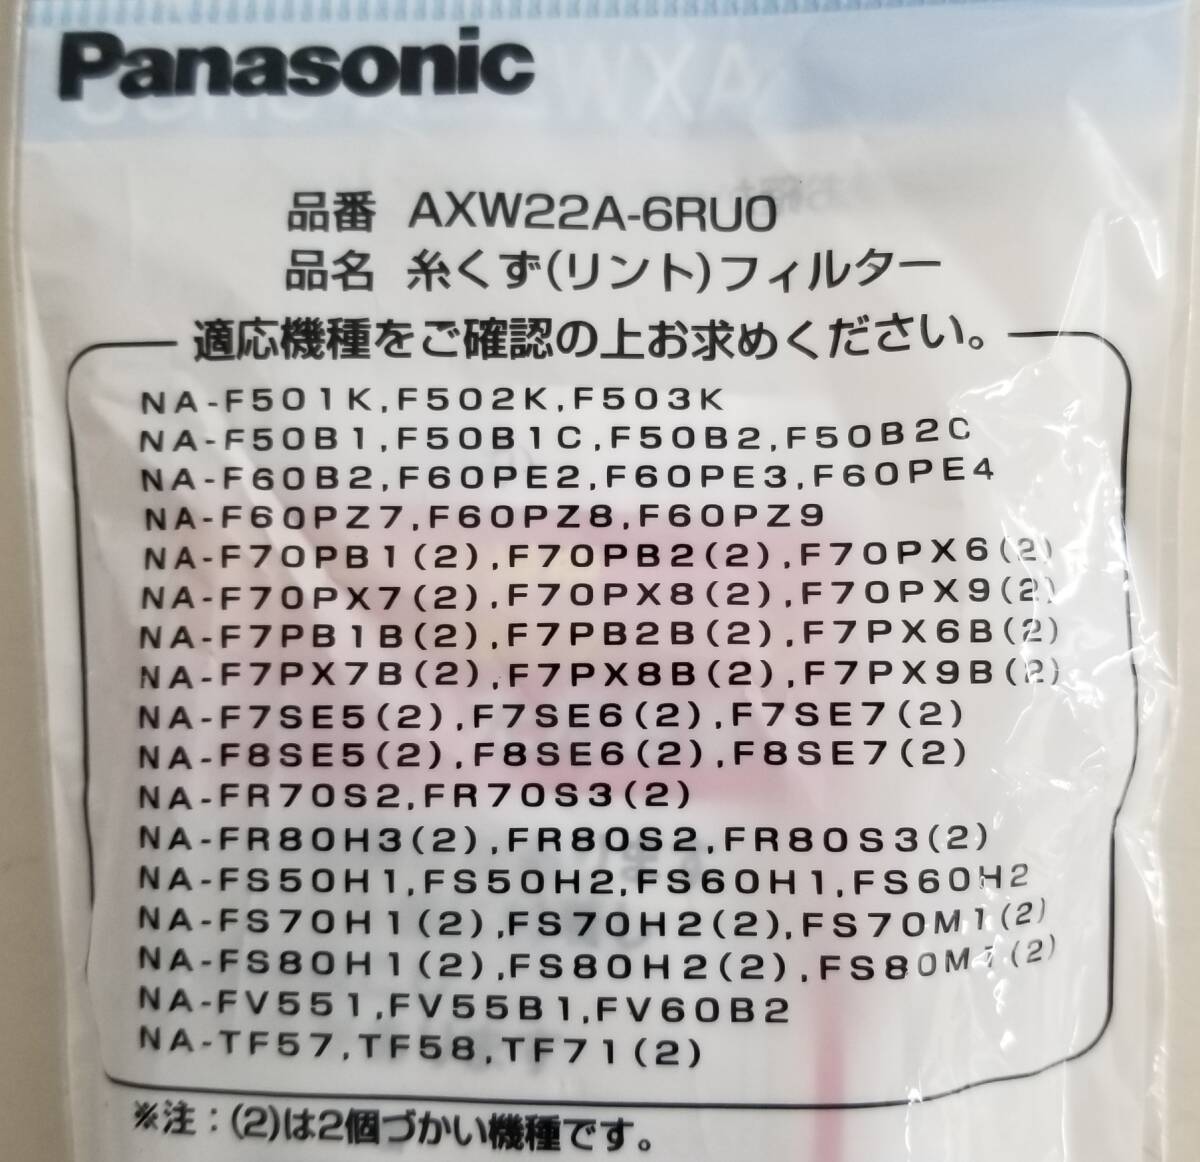 Panasonic
品番 AXW22A-6RU0
品名 糸くず(リント)フィルター
適応機種をご確認の上お求めください。
NA-F501K,F502K,F503K
NA-F50B1,F50B1C,F50B2,F50B2C
NA-F60B2,F60PE2,F60PE3,F60PE4
NA-F60PZ7,F60PZ8,F60PZ9
NA-F70PB1(2),F70PB2(2),F70PX6(2)
NA-F70PX7(2),F70PX8(2),F70PX9(2)
NA-F7PB1B(2),F7PB2B(2),F7PX6B(2)
NA-F7PX7B(2),F7PX8B(2),F7PX9B(2)
NA-F7SE5(2),F7SE6(2),F7SE7(2)
NA-F8SE5(2),F8SE6(2),F8SE7(2)
NA-FR70S2,FR70S3(2)
NA-FR80H3(2),FR80S2,FR80S3(2)
NA-FS50H1,FS50H2,FS60H1,FS60H2
NA-FS70H1(2),FS70H2(2),FS70M1(2)
NA-FS80H1(2),FS80H2(2),FS80M1(2)
NA-FV551,FV55B1,FV60B2
NA-TF57,TF58,TF71(2)
※注：(2)は2個づかい機種です。